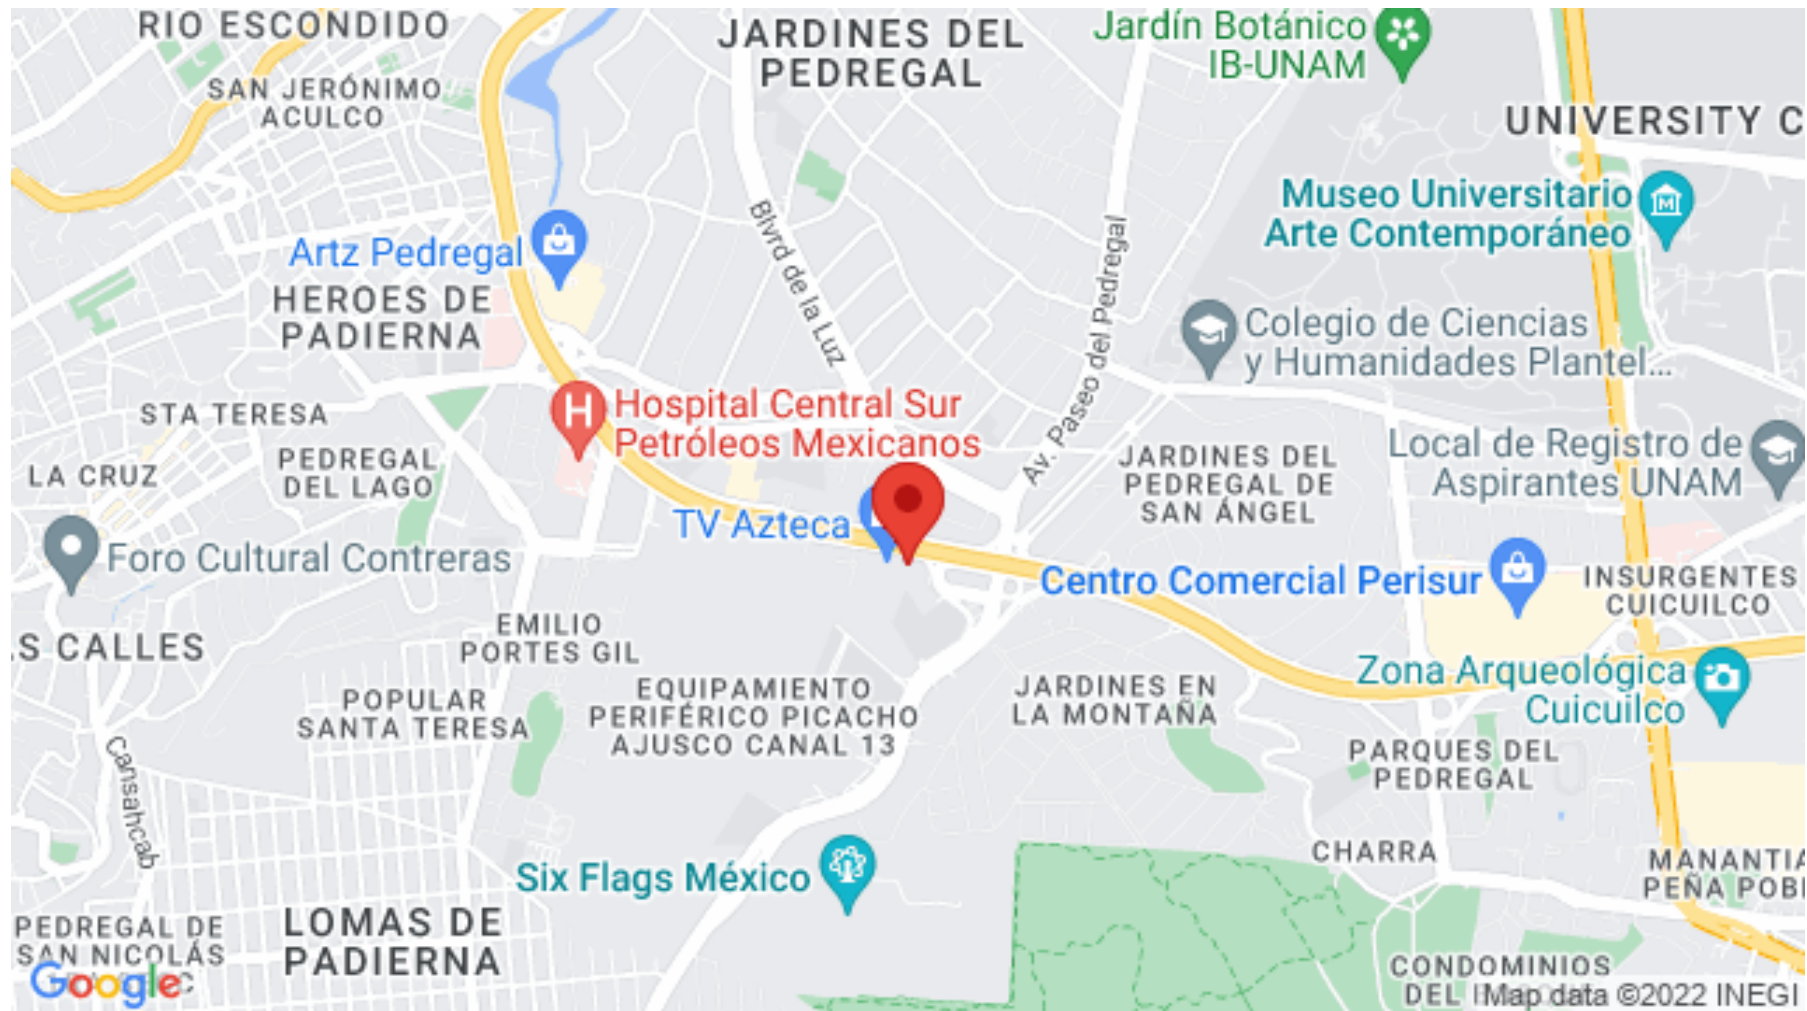 RIO ESCONDIDO
JARDINES DEL
PEDREGAL
Jardín Botánico
IB-UNAM
SAN JERÓNIMO
ACULCO
UNIVERSITY C
Museo Universitario
Arte Contemporáneo
Blvrd de la Luz
Av. Paseo del Pedregal
Artz Pedregal
HEROES DE
PADIERNA
Colegio de Ciencias
y Humanidades Plantel...
STA TERESA
Hospital Central Sur
Petróleos Mexicanos
H
LA CRUZ
PEDREGAL
DEL LAGO
JARDINES DEL
PEDREGAL DE
SAN ÁNGEL
Local de Registro de
Aspirantes UNAM
TV Azteca
Foro Cultural Contreras
Centro Comercial Perisur
INSURGENTES
CUICUILCO
S CALLES
EMILIO
PORTES GIL
POPULAR
SANTA TERESA
EQUIPAMIENTO
PERIFÉRICO PICACHO
AJUSCO CANAL 13
JARDINES EN
LA MONTAÑA
Zona Arqueológica
Cuicuilco
PARQUES DEL
PEDREGAL
Cansahcab
Six Flags México
CHARRA
MANANTIA
PEÑA POB
PEDREGAL DE
SAN NICOLÁS
LOMAS DE
PADIERNA
CONDOMINIOS
DEL
Google
Map data ©2022 INEGI